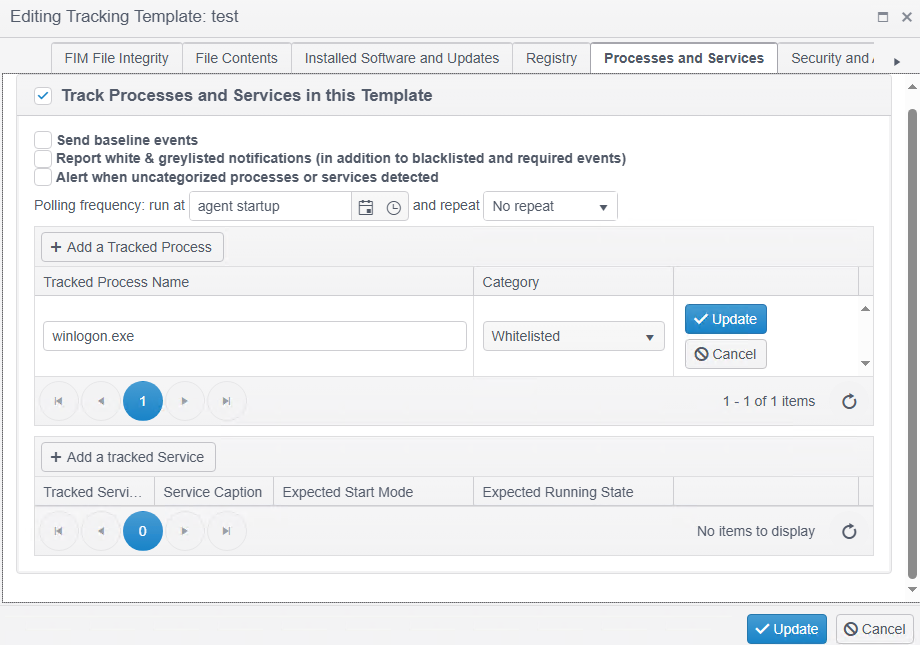 Editing Tracking Template: test
FIM File Integrity File Contents Installed Software and Updates Registry Processes and Services Security and
Track Processes and Services in this Template
Send baseline events
Report white & greylisted notifications (in addition to blacklisted and required events)
Alert when uncategorized processes or services detected
Polling frequency: run at agent startup and repeat No repeat
+ Add a Tracked Process
Tracked Process Name Category
winlogon.exe Whitelisted Update
Cancel
1 1 - 1 of 1 items
+ Add a tracked Service
Tracked Servi... Service Caption Expected Start Mode Expected Running State
0 No items to display
Update Cancel